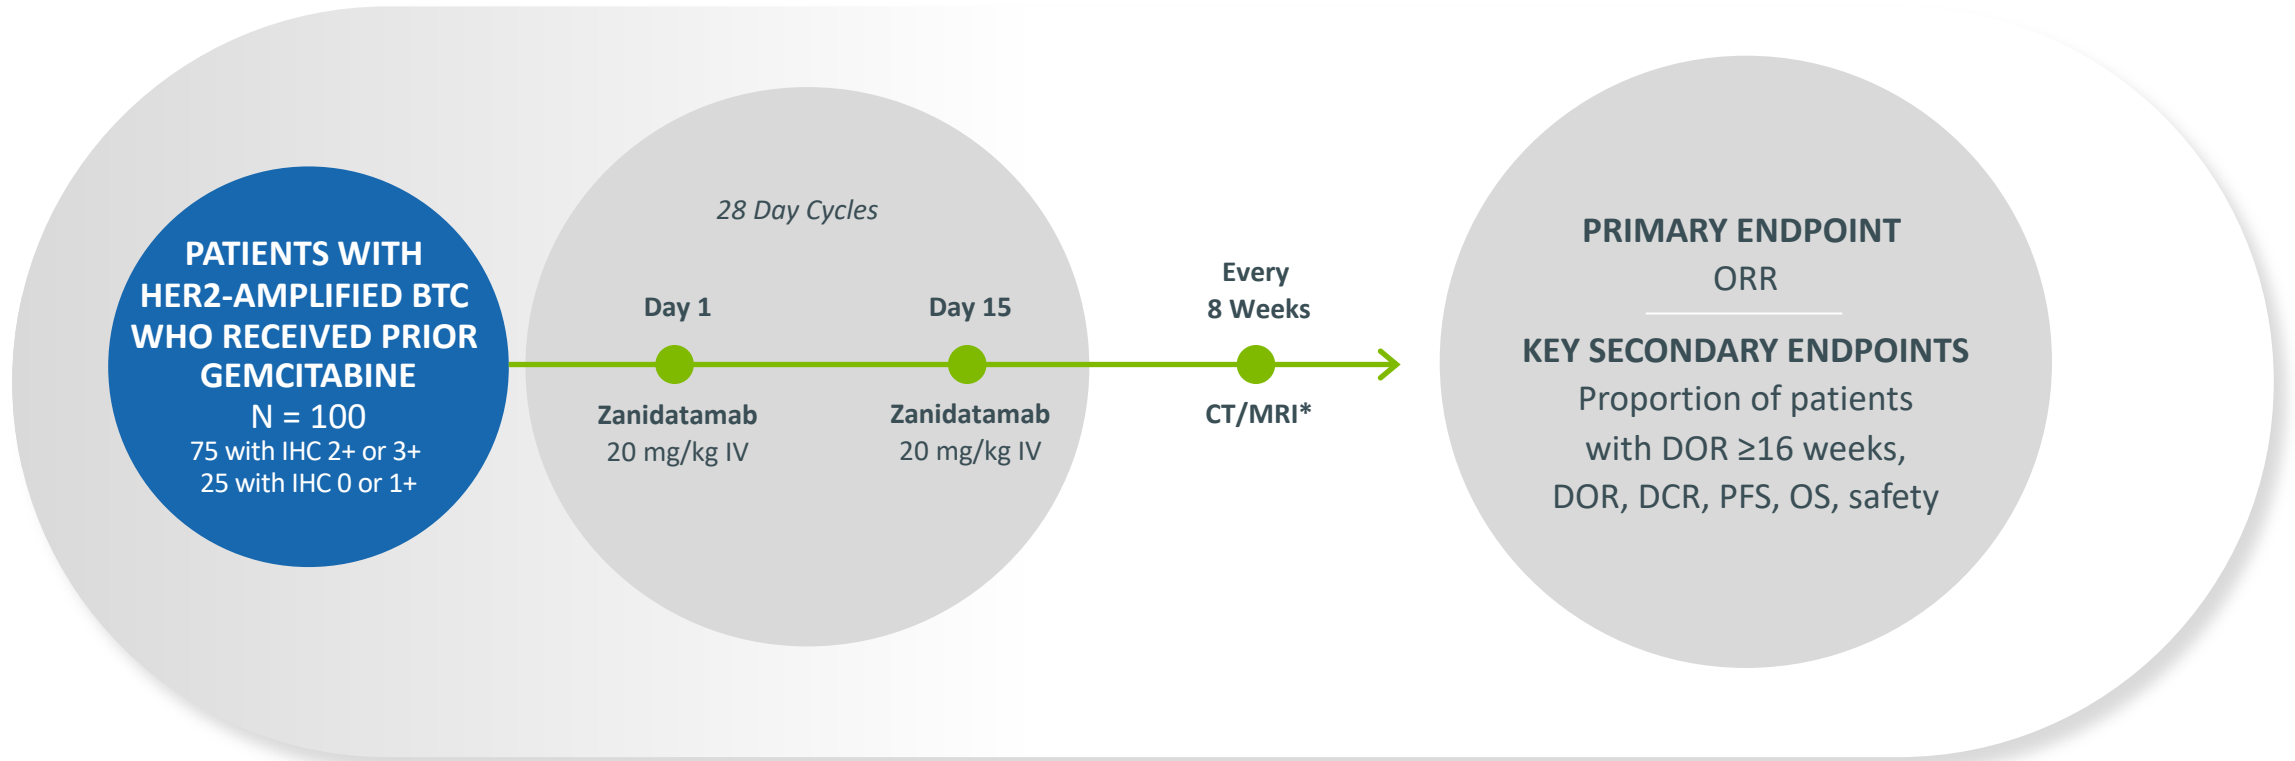 PATIENTS WITH
HER2-AMPLIFIED BTC
WHO RECEIVED PRIOR
GEMCITABINE
N = 100
75 with IHC 2+ or 3+
25 with IHC 0 or 1+
28 Day Cycles
Day 1
Zanidatamab
20 mg/kg IV
Day 15
Zanidatamab
20 mg/kg IV
Every
8 Weeks
CT/MRI*
PRIMARY ENDPOINT
ORR
KEY SECONDARY ENDPOINTS
Proportion of patients
with DOR ≥16 weeks,
DOR, DCR, PFS, OS, safety